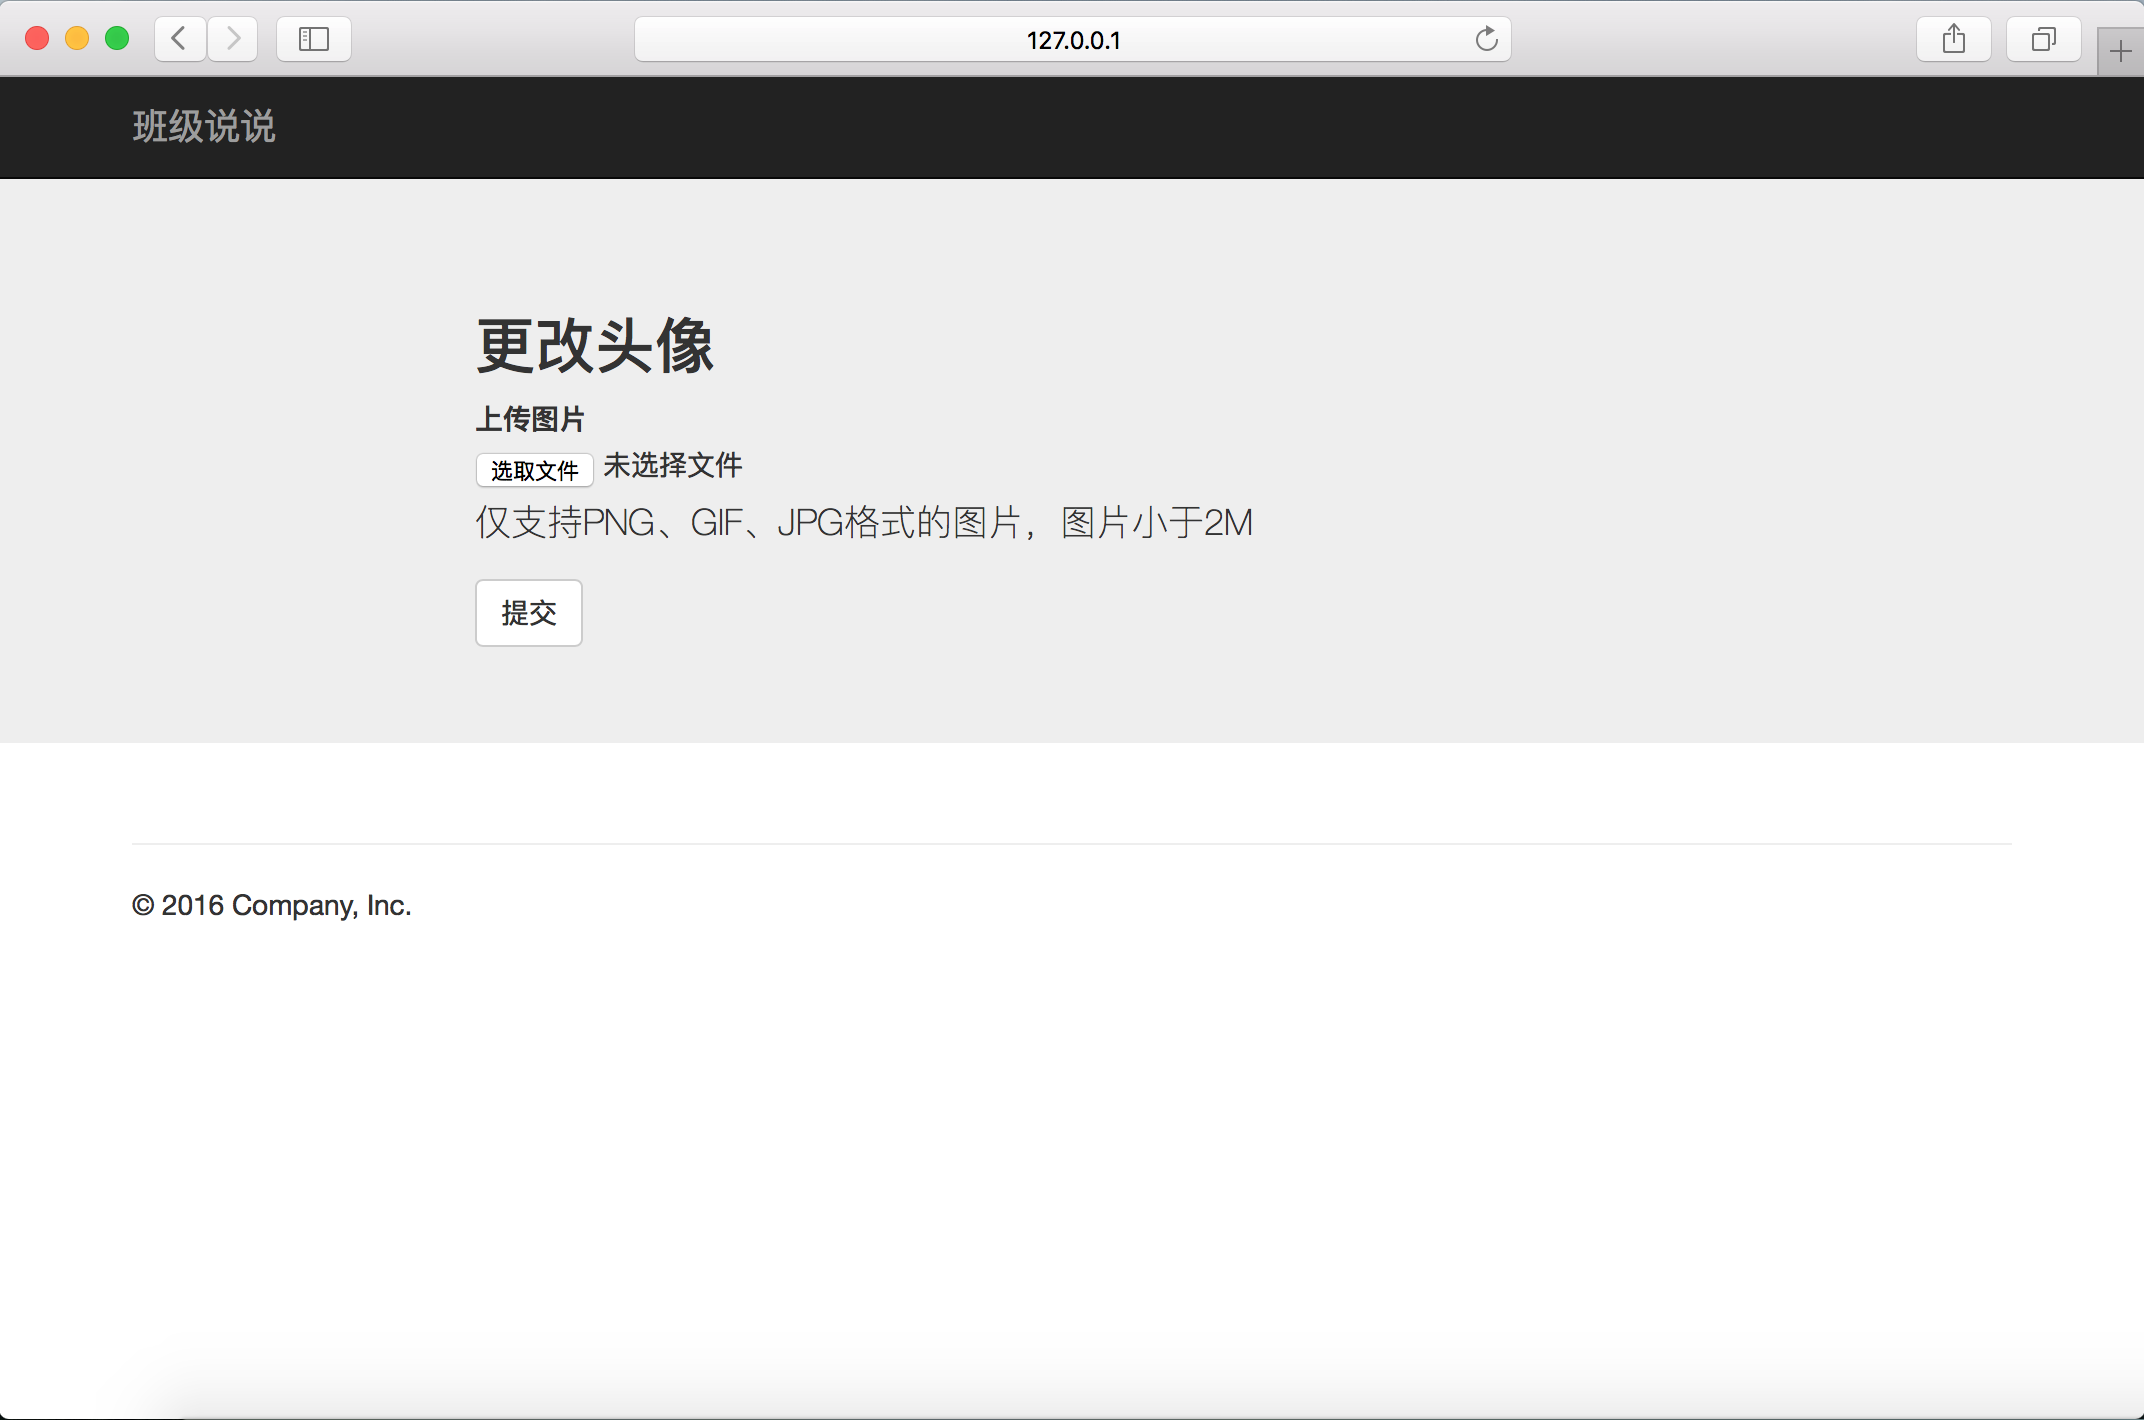 127.0.0.1
班级说说
更改头像
上传图片
选取文件 未选择文件
仅支持PNG、GIF、JPG格式的图片，图片小于2M
提交
© 2016 Company, Inc.